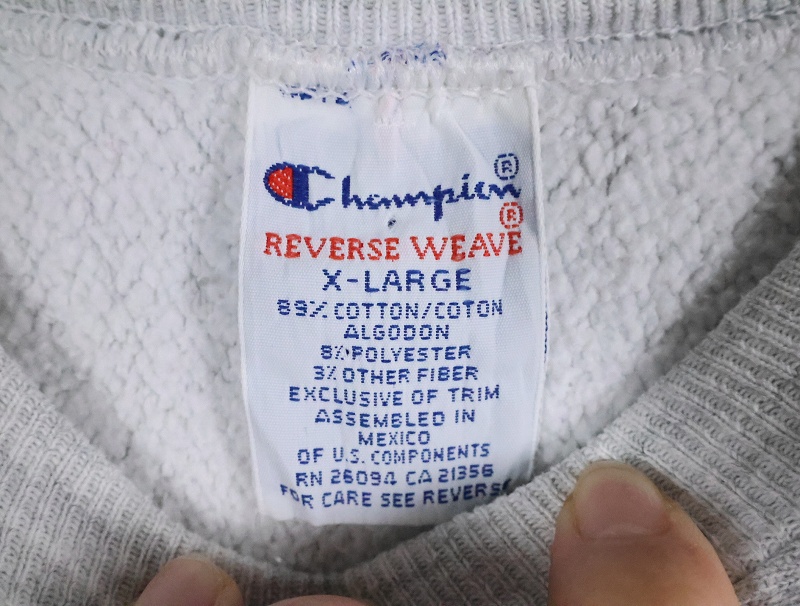 Champion®
REVERSE WEAVE®
X-LARGE
89% COTTON/COTON
ALGODON
8% POLYESTER
3% OTHER FIBER
EXCLUSIVE OF TRIM
ASSEMBLED IN
MEXICO
OF U.S. COMPONENTS
RN 26094 CA 21356
FOR CARE SEE REVERSE